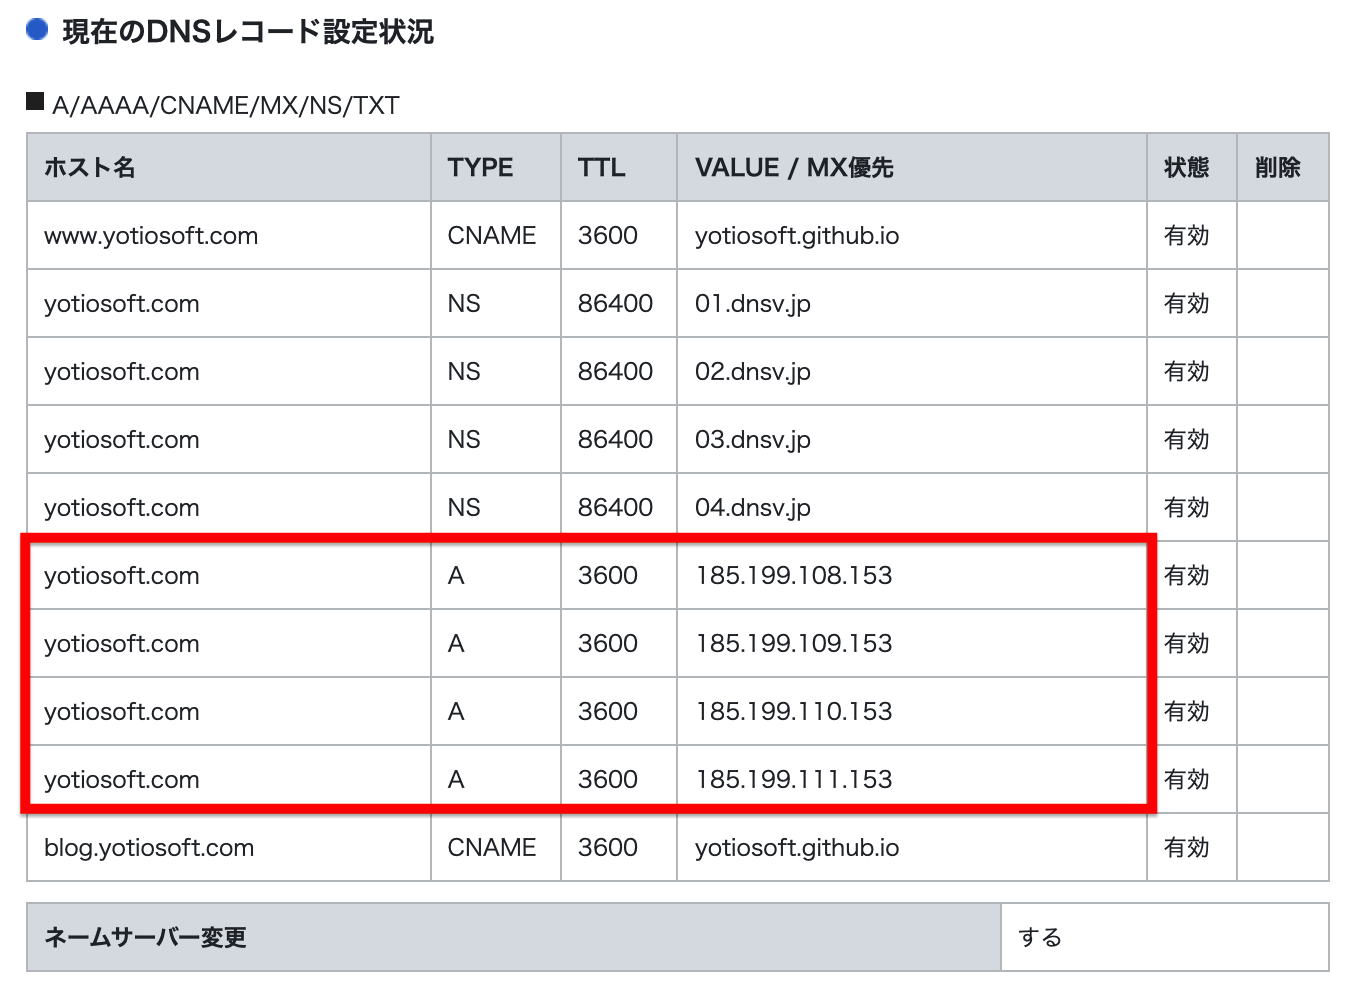 現在のDNSレコード設定状況
A/AAAA/CNAME/MX/NS/TXT
ホスト名 TYPE TTL VALUE / MX優先 状態 削除
www.yotiosoft.com CNAME 3600 yotiosoft.github.io 有効
yotiosoft.com NS 86400 01.dnsv.jp 有効
yotiosoft.com NS 86400 02.dnsv.jp 有効
yotiosoft.com NS 86400 03.dnsv.jp 有効
yotiosoft.com NS 86400 04.dnsv.jp 有効
yotiosoft.com A 3600 185.199.108.153 有効
yotiosoft.com A 3600 185.199.109.153 有効
yotiosoft.com A 3600 185.199.110.153 有効
yotiosoft.com A 3600 185.199.111.153 有効
blog.yotiosoft.com CNAME 3600 yotiosoft.github.io 有効
ネームサーバー変更 する